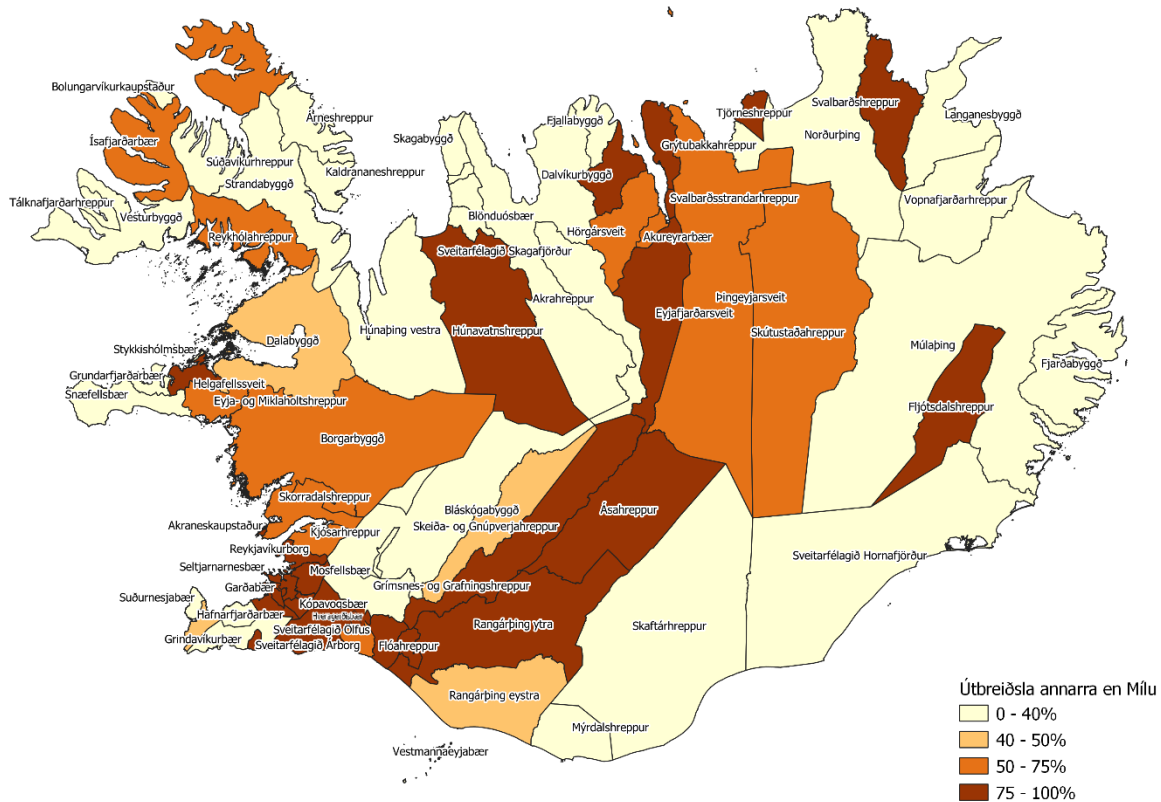 Bolungarvíkurkaupstaður
Árneshreppur
Ísafjarðarbær
Súðavíkurhreppur
Kaldrananeshreppur
Strandabyggð
Tálknafjarðarhreppur
Vesturbyggð
Reykhólahreppur
Skagabyggð
Fjallabyggð
Dalvíkurbyggð
Blönduósbær
Hörgársveit
Sveitarfélagið Skagafjörður
Akrahreppur
Húnaþing vestra
Húnavatnshreppur
Tjörneshreppur
Svalbarðshreppur
Langanesbyggð
Norðurþing
Grýtubakkahreppur
Svalbarðsstrandarhreppur
Vopnafjarðarhreppur
Akureyrarbær
Þingeyjarsveit
Eyjafjarðarsveit
Skútustaðahreppur
Múlaþing
Fjarðabyggð
Fljótsdalshreppur
Dalabyggð
Stykkishólmsbær
Grundarfjarðarbær
Helgafellssveit
Snæfellsbær
Eyja- og Miklaholtshreppur
Borgarbyggð
Skorradalshreppur
Akraneskaupstaður
Kjósarhreppur
Reykjavíkurborg
Seltjarnarnesbær
Mosfellsbær
Garðabær
Suðurnesjabær
Kópavogsbær
Hafnarfjarðarbær
Hveragerðisbær
Sveitarfélagið Ölfus
Grindavíkurbær
Sveitarfélagið Árborg
Flóahreppur
Bláskógabyggð
Skeiða- og Gnúpverjahreppur
Ásahreppur
Grímsnes- og Grafningshreppur
Rangárþing ytra
Skaftárhreppur
Sveitarfélagið Hornafjörður
Rangárþing eystra
Mýrdalshreppur
Vestmannaeyjabær
Útbreiðsla annarra en Mílu
0 - 40%
40 - 50%
50 - 75%
75 - 100%